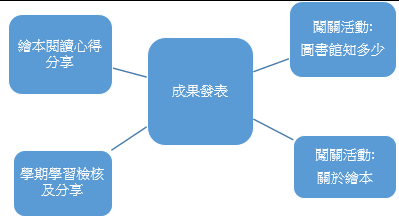 繪本閱讀心得
分享
闖關活動:
圖書館知多少
成果發表
學期學習檢核
及分享
闖關活動:
關於繪本